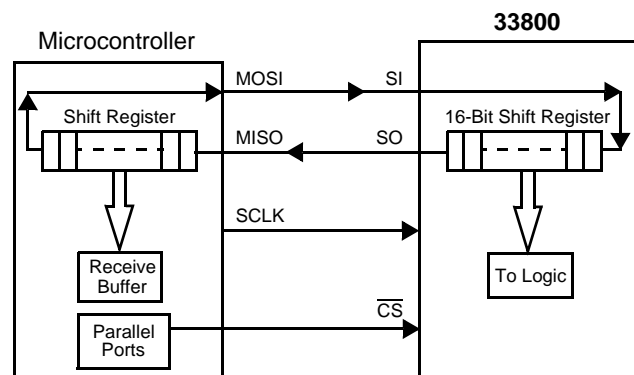 33800
Microcontroller
MOSI
SI
Shift Register
16-Bit Shift Register
MISO
SO
SCLK
Receive
Buffer
To Logic
CS
Parallel
Ports